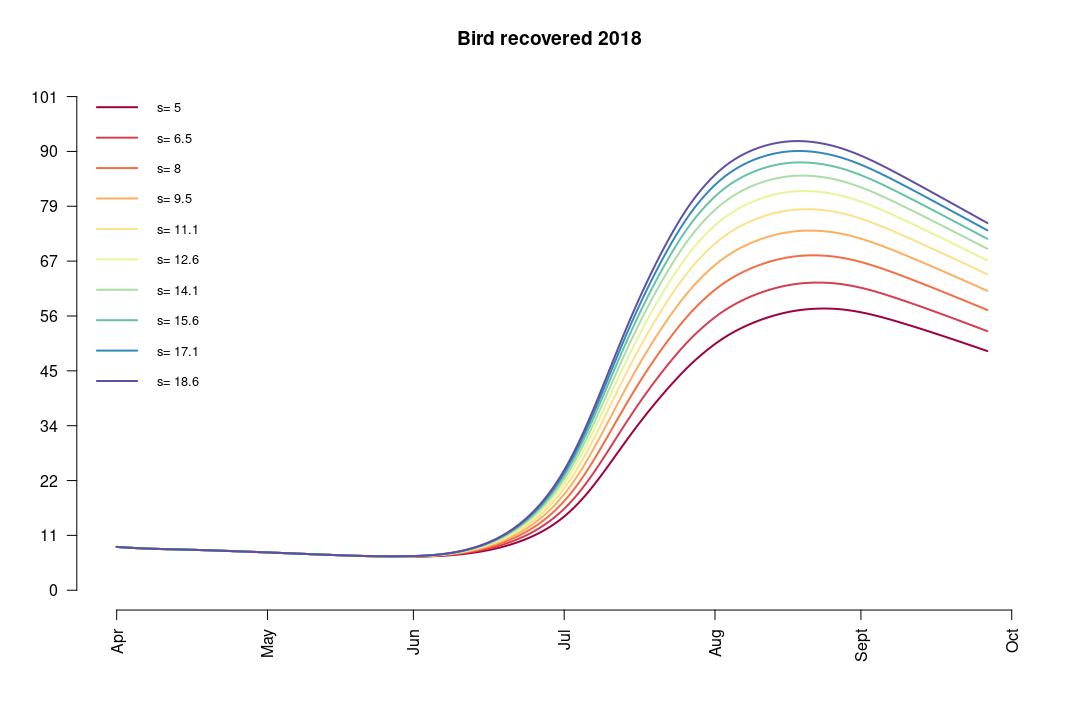 Bird recovered 2018
101
90
79
67
56
45
34
22
11
0
s= 5
s= 6.5
s= 8
s= 9.5
s= 11.1
s= 12.6
s= 14.1
s= 15.6
s= 17.1
s= 18.6
Apr
May
Jun
Jul
Aug
Sept
Oct